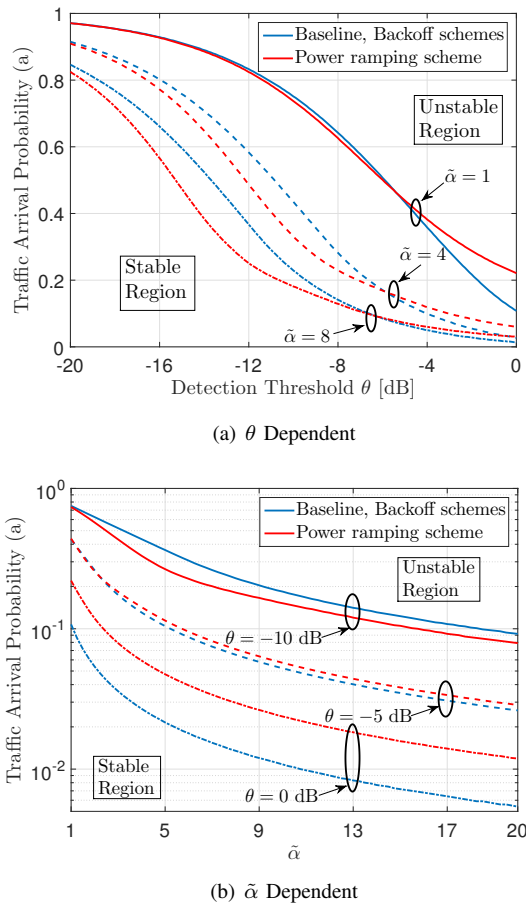 1
0.8
0.6
0.4
0.2
0
Traffic Arrival Probability (a)
Baseline, Backoff schemes
Power ramping scheme
Unstable
Region
α̃ = 1
Stable
Region
α̃ = 4
α̃ = 8
-20 -16 -12 -8 -4 0
Detection Threshold θ [dB]
(a) θ Dependent
10⁰
10⁻¹
10⁻²
Traffic Arrival Probability (a)
Baseline, Backoff schemes
Power ramping scheme
Unstable
Region
θ = −10 dB
θ = −5 dB
Stable
Region
θ = 0 dB
1 5 9 13 17 20
α̃
(b) α̃ Dependent